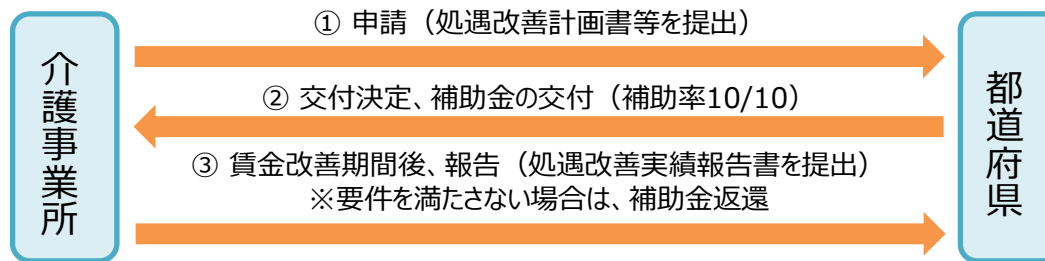 介護事業所
① 申請（処遇改善計画書等を提出）
② 交付決定、補助金の交付（補助率10/10）
③ 賃金改善期間後、報告（処遇改善実績報告書を提出）
※要件を満たさない場合は、補助金返還
都道府県